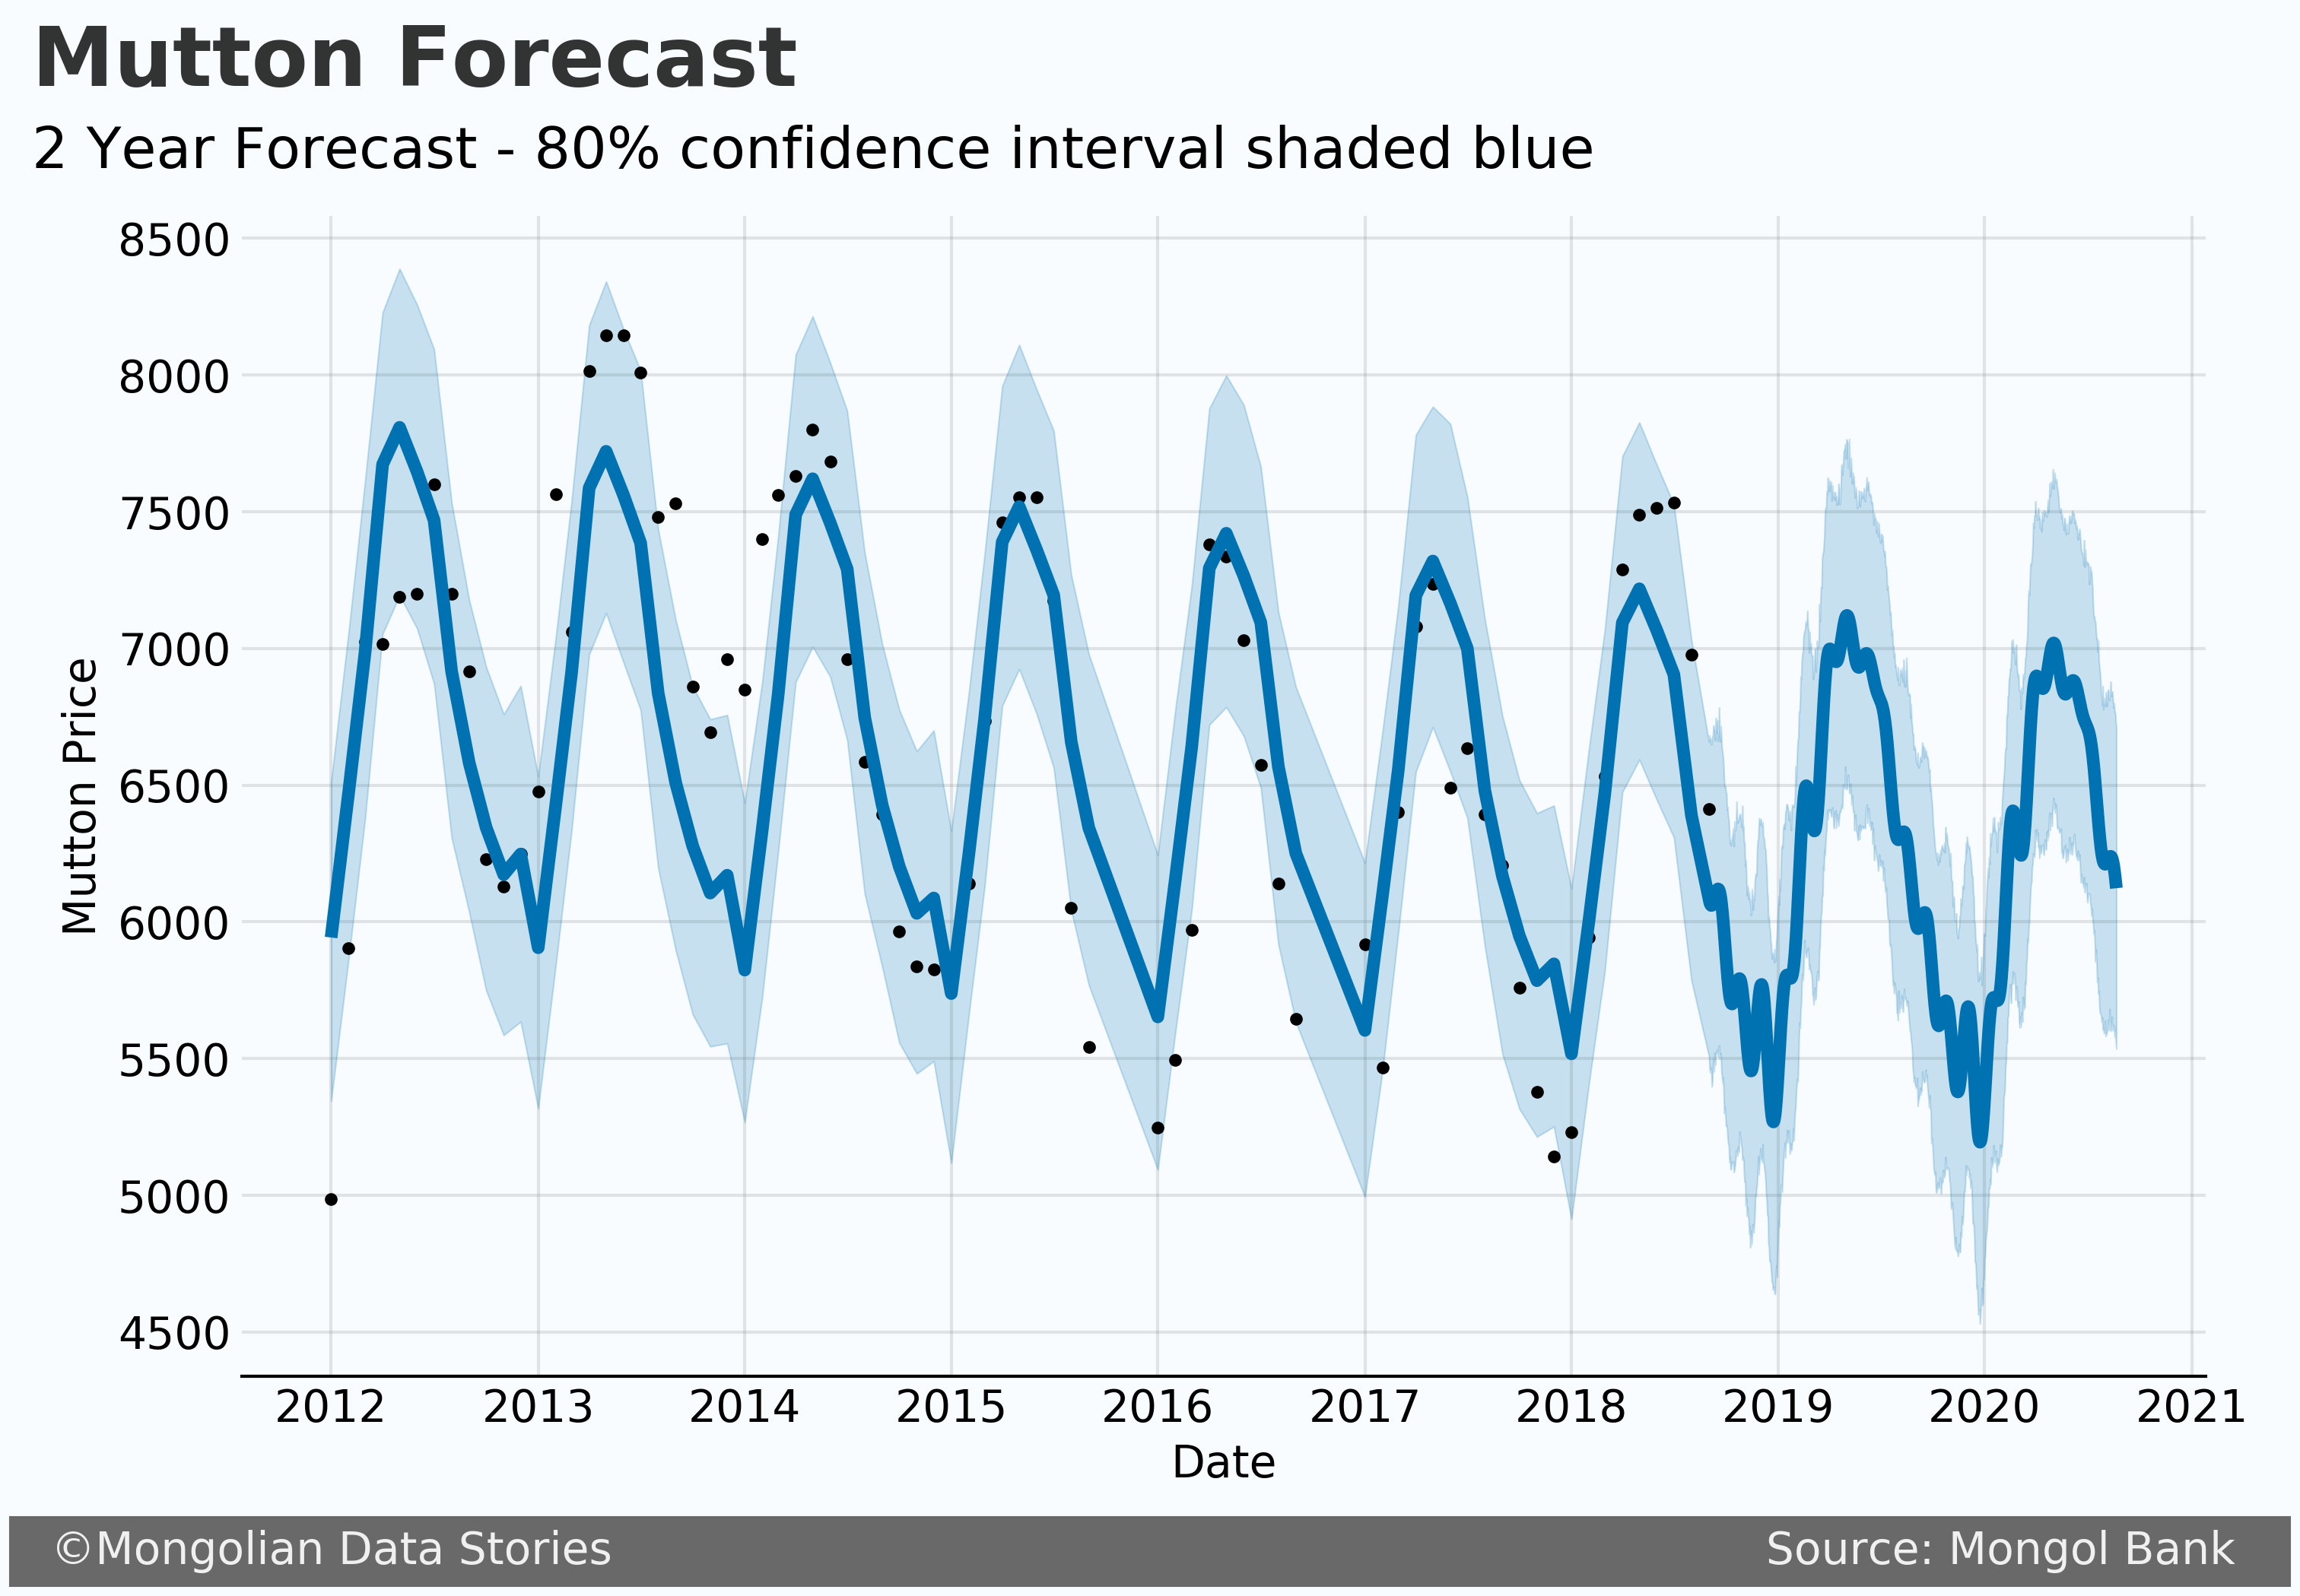 Mutton Forecast
2 Year Forecast - 80% confidence interval shaded blue
8500
8000
7500
7000
6500
6000
5500
5000
4500
Mutton Price
2012 2013 2014 2015 2016 2017 2018 2019 2020 2021
Date
©Mongolian Data Stories Source: Mongol Bank